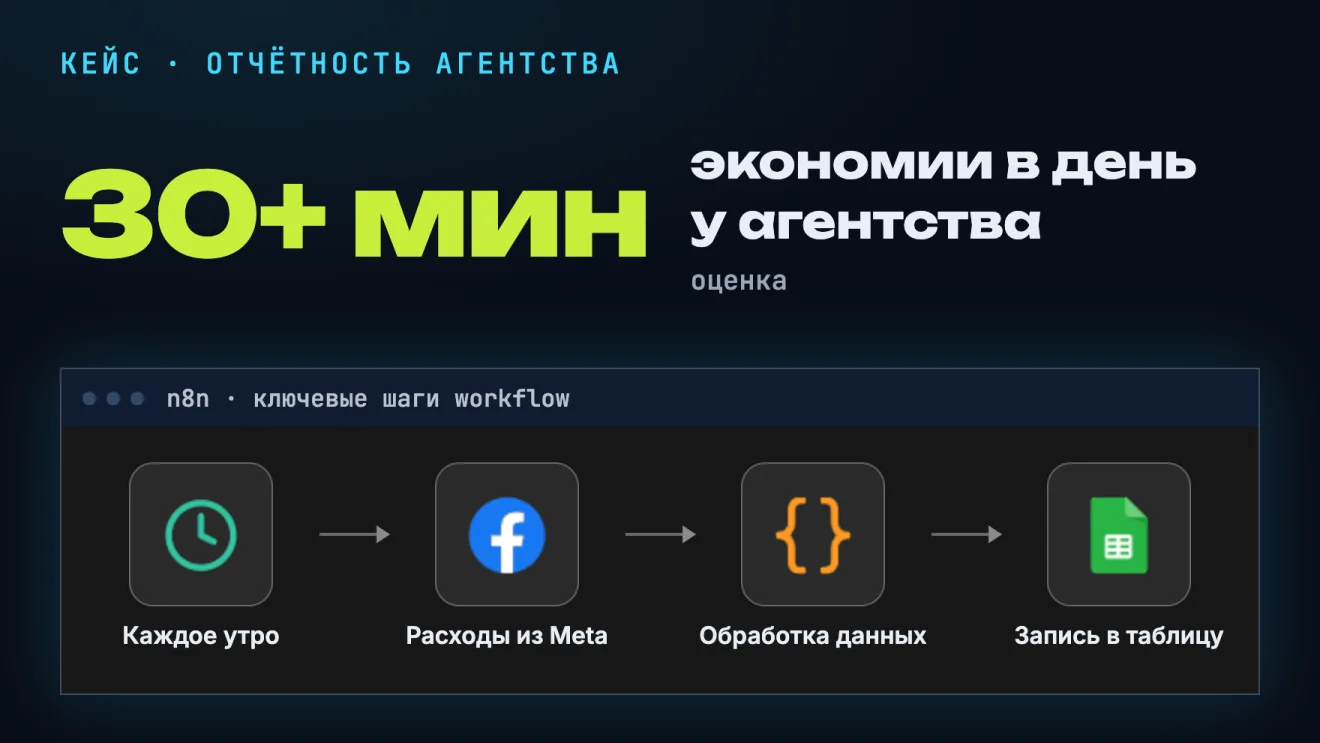 КЕЙС · ОТЧЁТНОСТЬ АГЕНТСТВА
30+ мин
экономии в день
у агентства
оценка
n8n · ключевые шаги workflow
Каждое утро
Расходы из Meta
Обработка данных
Запись в таблицу